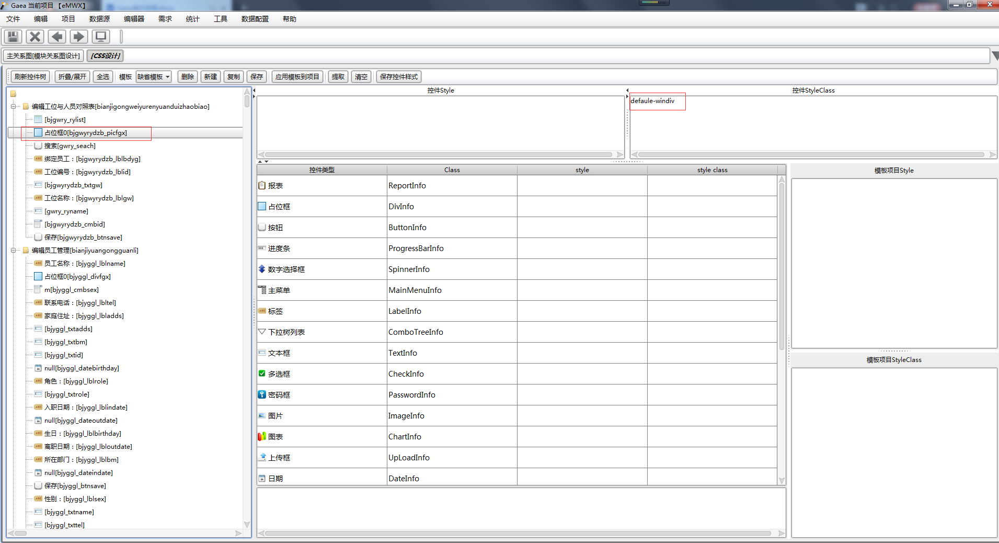 Gaea 当前项目 【eMWX】
文件 编辑 项目 数据源 编辑器 需求 统计 工具 数据配置 帮助
主关系图[模块关系图设计] [CSS设计]
刷新控件树 折叠/展开 全选 模板 缺省模板 删除 新建 复制 保存 应用模板到项目 提取 清空 保存控件样式
编辑工位与人员对照表[bianjigongweiyurenyuanduizhaobiao]
[bjgwry_rylist]
占位框0[bjgwyrydzb_picfgx]
搜索[gwry_seach]
绑定员工：[bjgwyrydzb_lblbdyg]
工位编号：[bjgwyrydzb_lblid]
[bjgwyrydzb_txtgw]
工位名称：[bjgwyrydzb_lblgw]
[gwry_ryname]
[bjgwyrydzb_cmbid]
保存[bjgwyrydzb_btnsave]
编辑员工管理[bianjiyuangongguanli]
员工名称：[bjyggl_lblname]
占位框0[bjyggl_divfgx]
m[bjyggl_cmbsex]
联系电话：[bjyggl_lbltel]
家庭住址：[bjyggl_lbladds]
[bjyggl_txtadds]
[bjyggl_txtbm]
[bjyggl_txtid]
null[bjyggl_datebirthday]
角色：[bjyggl_lblrole]
[bjyggl_txtrole]
入职日期：[bjyggl_lblindate]
null[bjyggl_dateoutdate]
生日：[bjyggl_lblbirthday]
离职日期：[bjyggl_lbloutdate]
所在部门：[bjyggl_lblbm]
null[bjyggl_dateindate]
保存[bjyggl_btnsave]
性别：[bjyggl_lblsex]
[bjyggl_txtname]
[bjyggl_txttel]
控件Style
控件StyleClass
defaule-windiv
控件类型 Class style style class
报表 ReportInfo
占位框 DivInfo
按钮 ButtonInfo
进度条 ProgressBarInfo
数字选择框 SpinnerInfo
主菜单 MainMenuInfo
标签 LabelInfo
下拉树列表 ComboTreeInfo
文本框 TextInfo
多选框 CheckInfo
密码框 PasswordInfo
图片 ImageInfo
图表 ChartInfo
上传框 UpLoadInfo
日期 DateInfo
模板项目Style
模板项目StyleClass